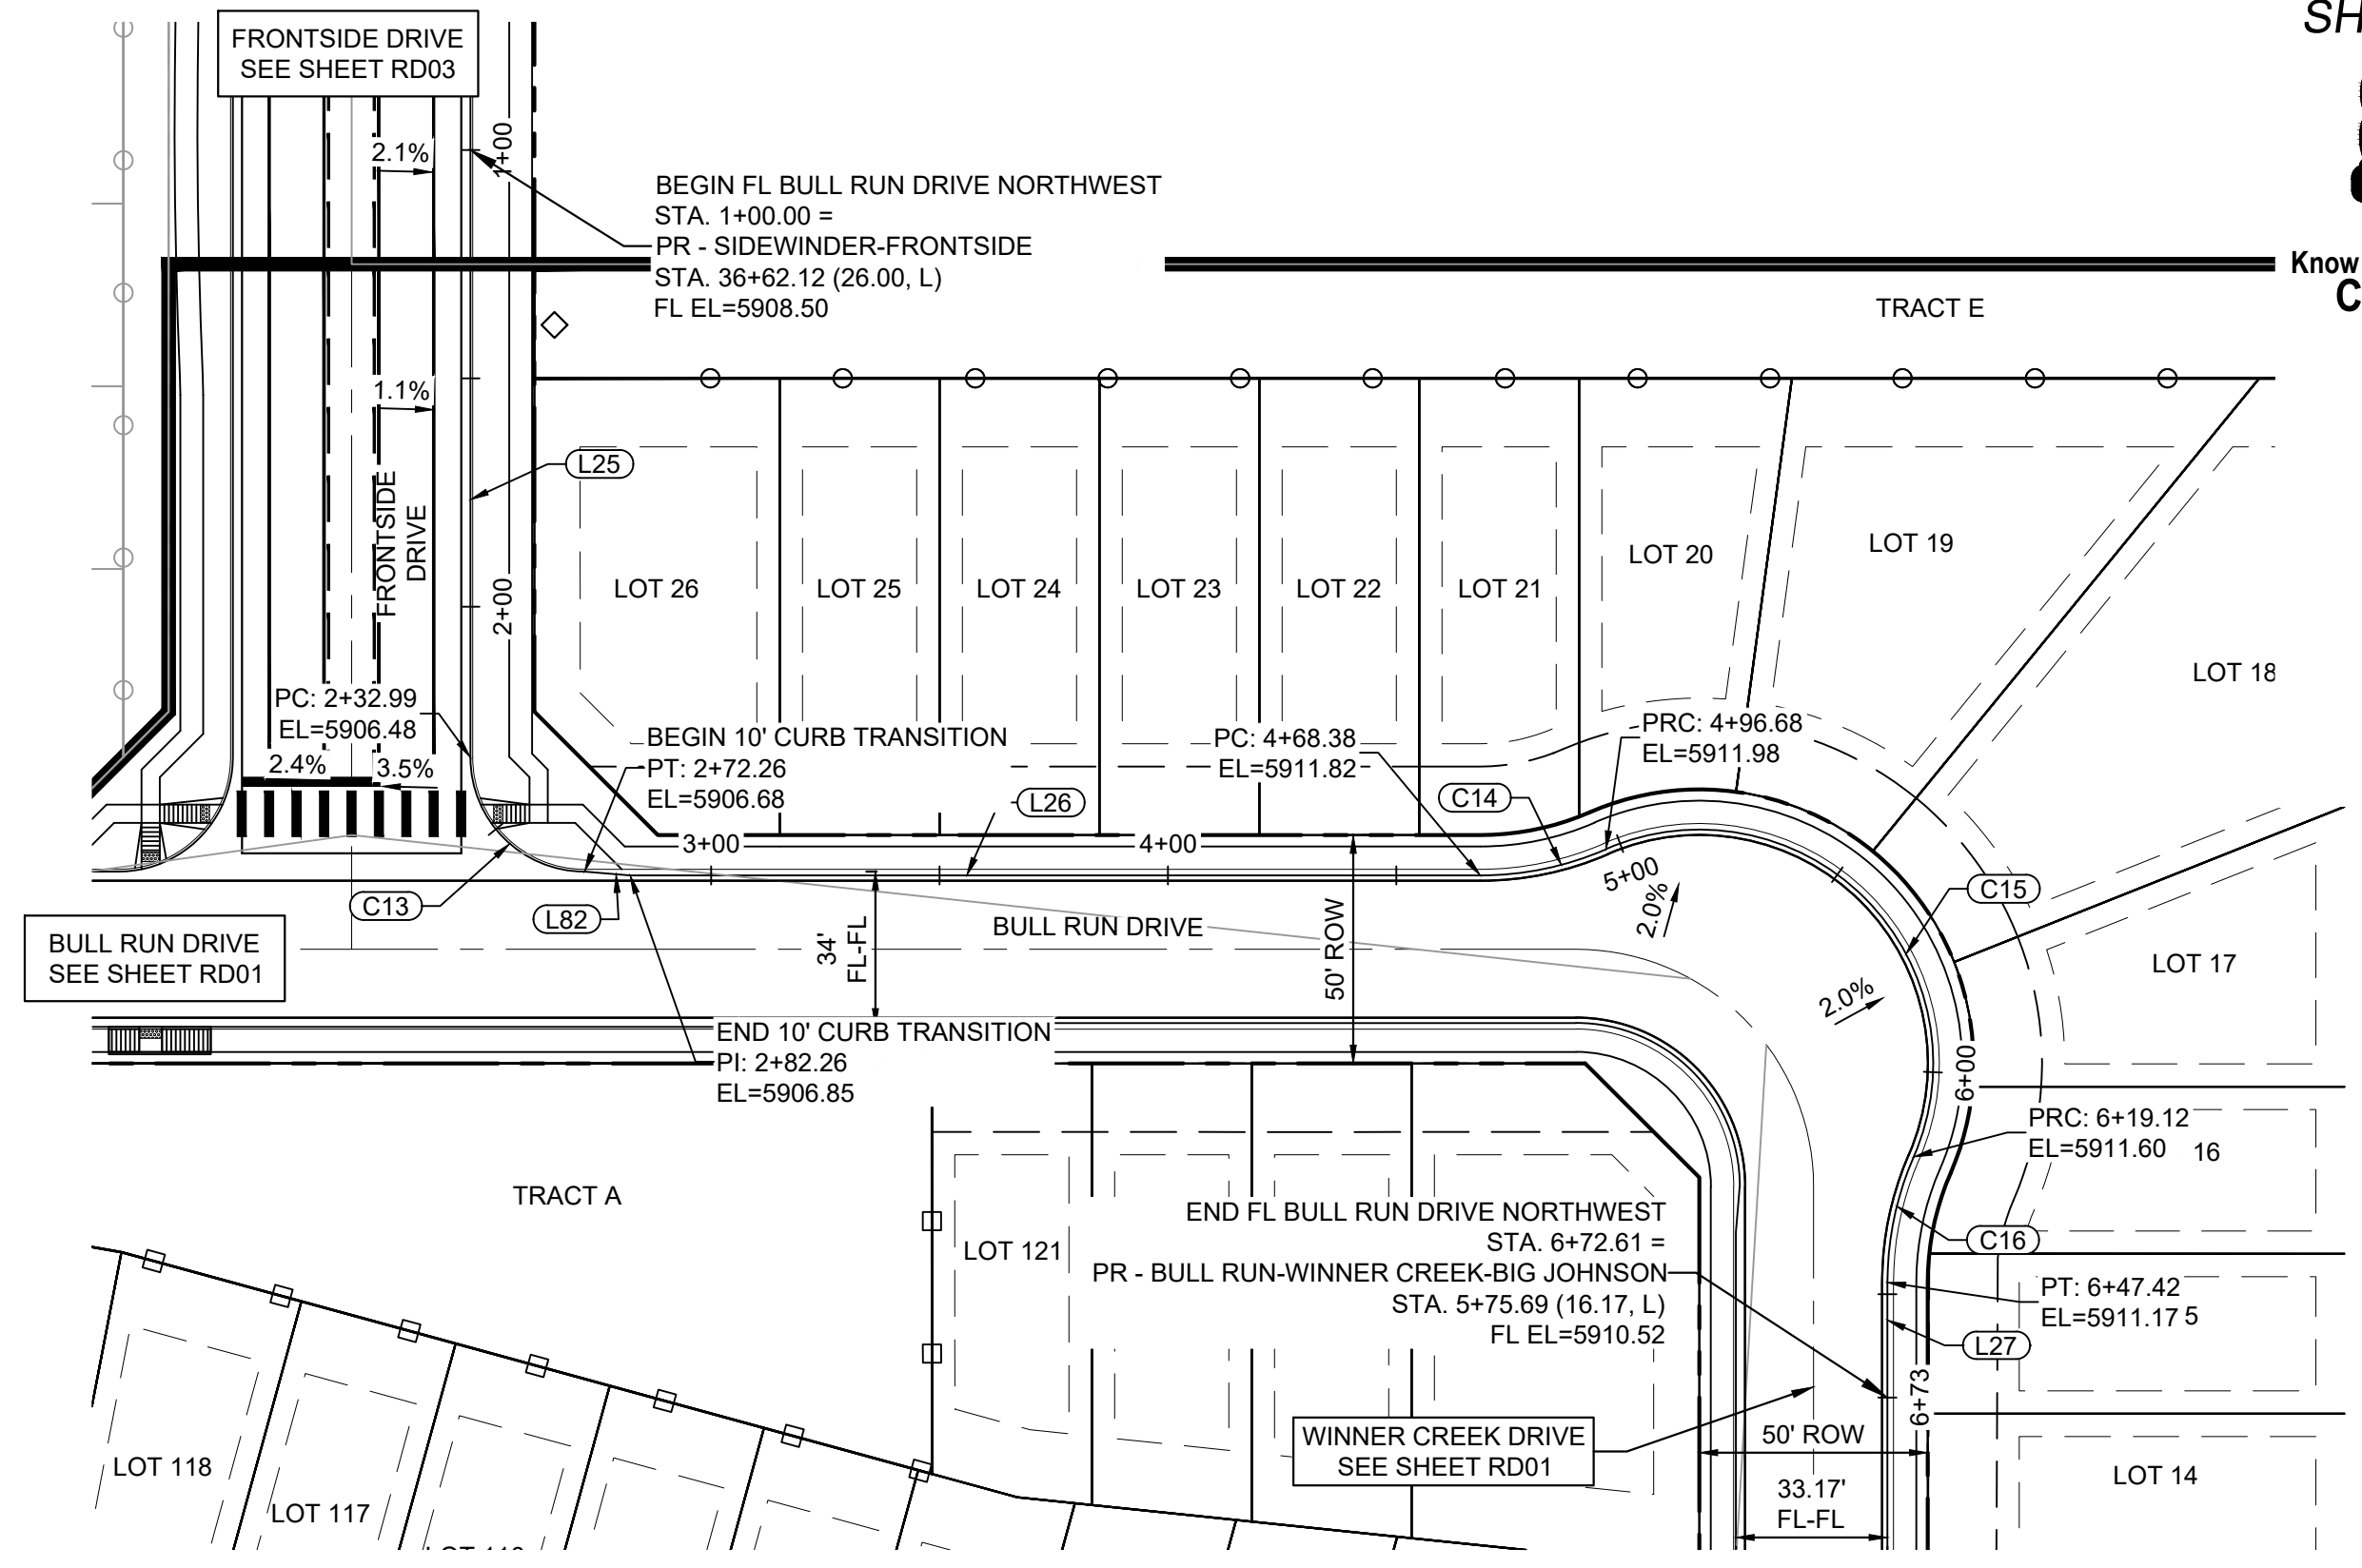 SH
FRONTSIDE DRIVE
SEE SHEET RD03
2.1%
1+00
BEGIN FL BULL RUN DRIVE NORTHWEST
STA. 1+00.00 =
PR - SIDEWINDER-FRONTSIDE
STA. 36+62.12 (26.00, L)
FL EL=5908.50
Know
C
TRACT E
1.1%
L25
FRONTSIDE
DRIVE
2+00
LOT 26
LOT 25
LOT 24
LOT 23
LOT 22
LOT 21
LOT 20
LOT 19
LOT 18
PC: 2+32.99
EL=5906.48
2.4%
3.5%
BEGIN 10' CURB TRANSITION
PT: 2+72.26
EL=5906.68
L26
PC: 4+68.38
EL=5911.82
C14
PRC: 4+96.68
EL=5911.98
3+00
4+00
5+00
C13
L82
C15
BULL RUN DRIVE
SEE SHEET RD01
34'
FL-FL
BULL RUN DRIVE
50' ROW
2.0%
2.0%
LOT 17
END 10' CURB TRANSITION
PI: 2+82.26
EL=5906.85
6+00
PRC: 6+19.12
EL=5911.60
16
TRACT A
LOT 121
END FL BULL RUN DRIVE NORTHWEST
STA. 6+72.61 =
PR - BULL RUN-WINNER CREEK-BIG JOHNSON
STA. 5+75.69 (16.17, L)
FL EL=5910.52
C16
PT: 6+47.42
EL=5911.17
5
L27
6+73
WINNER CREEK DRIVE
SEE SHEET RD01
50' ROW
33.17'
FL-FL
LOT 14
LOT 118
LOT 117